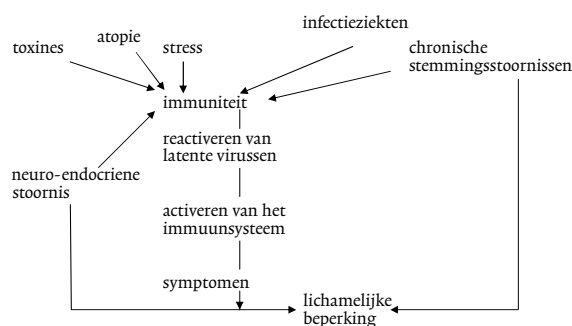 infectieziekten
atopie
toxines
stress
chronische
stemmingsstoornissen
immuniteit
reactiveren van
latente virussen
neuro-endocriene
stoornis
activeren van het
immuunsysteem
symptomen
lichamelijke
beperking